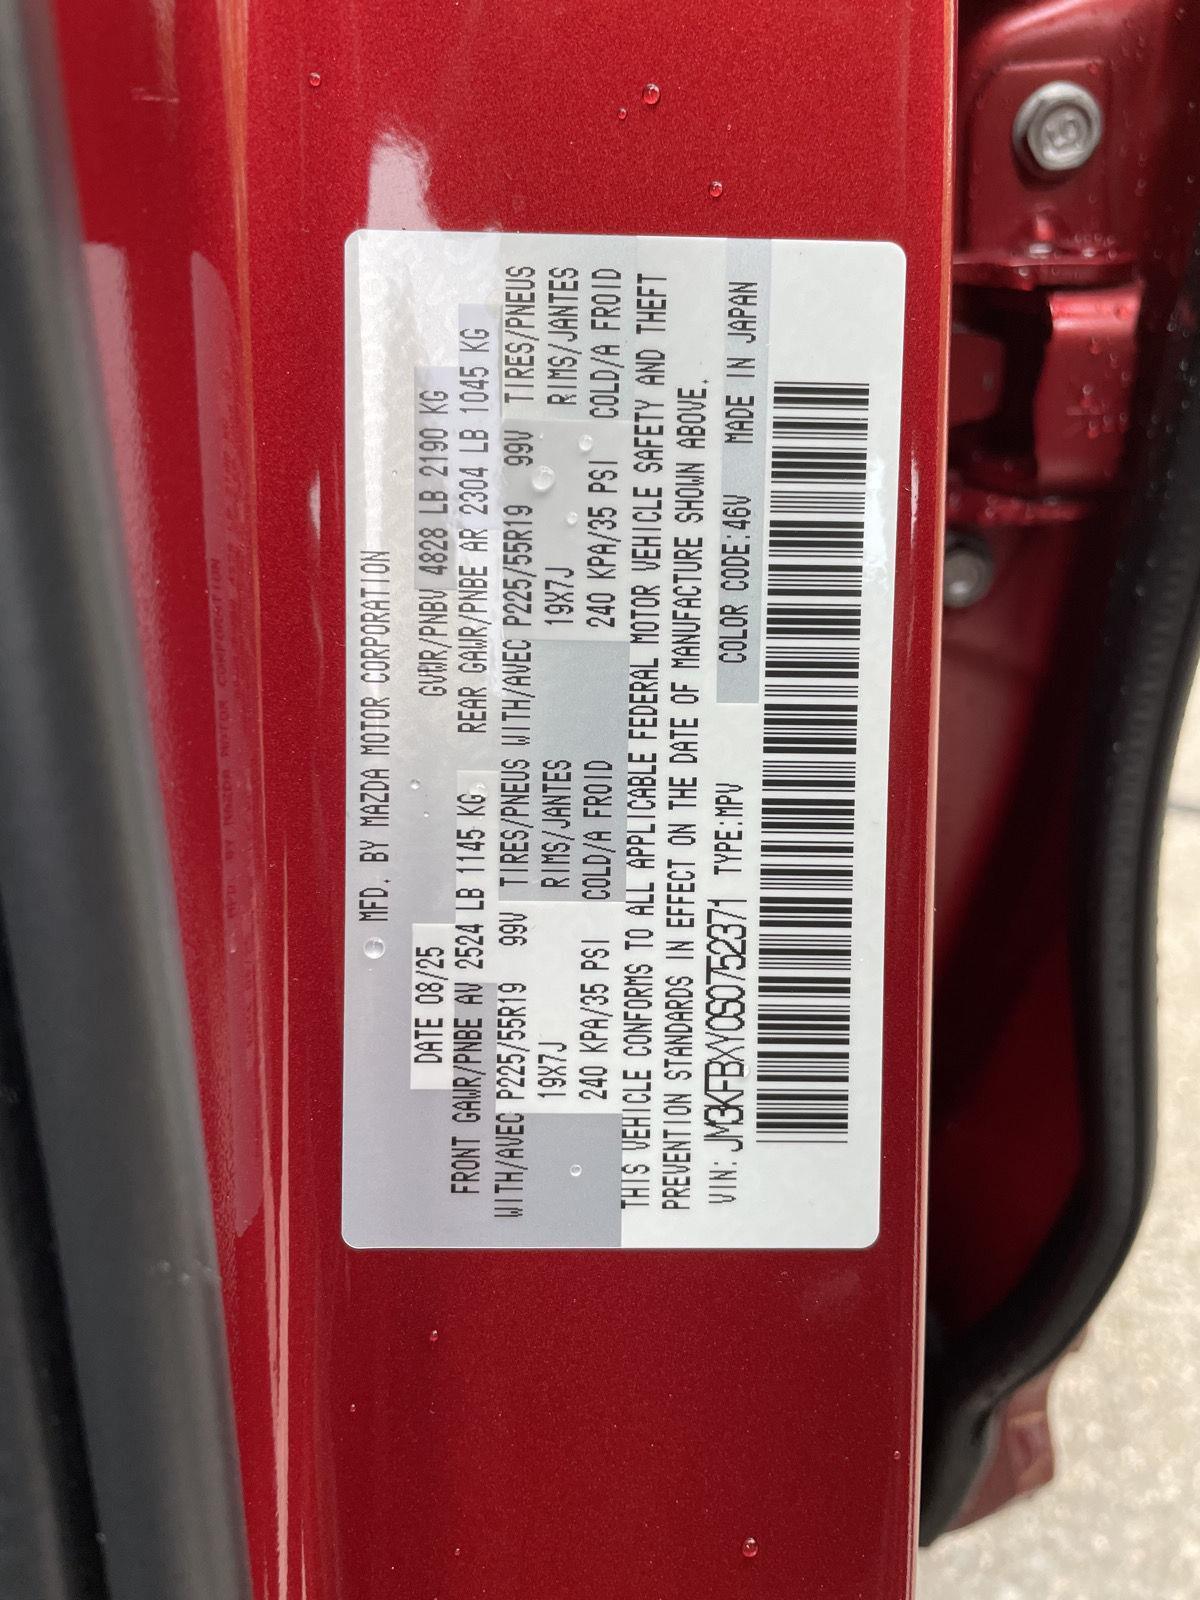 MFD. BY MAZDA MOTOR CORPORATION
DATE 08/25 GVWR/PNBV 4828 LB 2190 KG
FRONT GAWR/PNBE AV 2524 LB 1145 KG REAR GAWR/PNBE AR 2304 LB 1045 KG
WITH/AVEC P225/55R19 99V TIRES/PNEUS WITH/AVEC P225/55R19 99V TIRES/PNEUS
19X7J RIMS/JANTES 19X7J RIMS/JANTES
240 KPA/35 PSI COLD/A FROID 240 KPA/35 PSI COLD/A FROID
THIS VEHICLE CONFORMS TO ALL APPLICABLE FEDERAL MOTOR VEHICLE SAFETY AND THEFT
PREVENTION STANDARDS IN EFFECT ON THE DATE OF MANUFACTURE SHOWN ABOVE.
VIN: JM3KFBXY0S0752371 TYPE:MPV COLOR CODE:46V MADE IN JAPAN